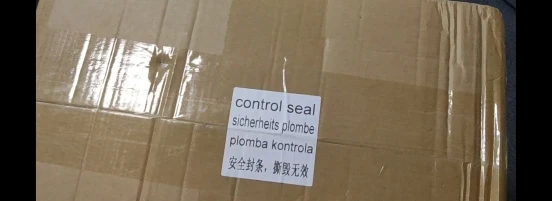 control seal
sicherheits plombe
plomba kontrola
安全封条，撕毁无效